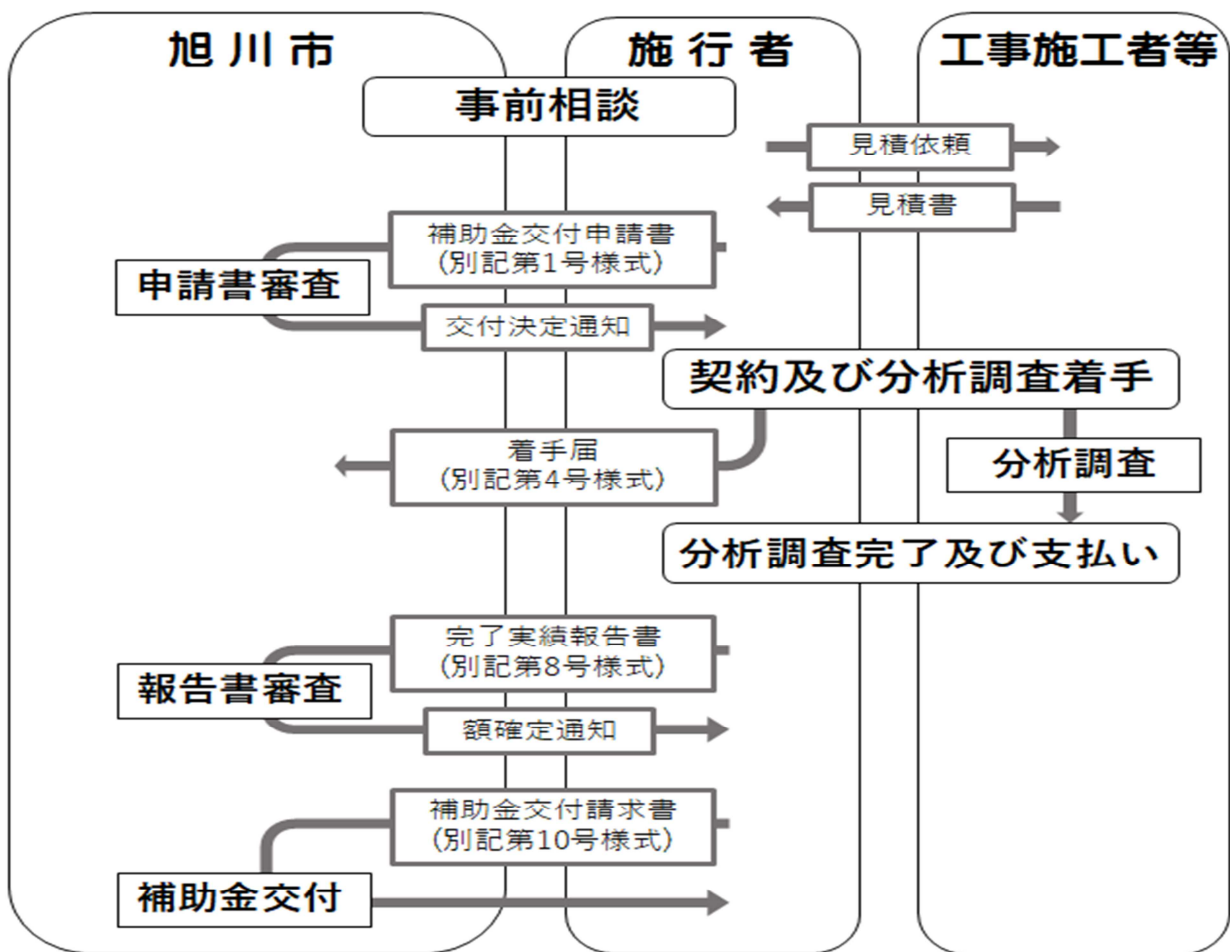 旭川市
施行者
工事施工者等
事前相談
見積依頼
見積書
補助金交付申請書
(別記第1号様式)
申請書審査
交付決定通知
契約及び分析調査着手
着手届
(別記第4号様式)
分析調査
分析調査完了及び支払い
完了実績報告書
(別記第8号様式)
報告書審査
額確定通知
補助金交付請求書
(別記第10号様式)
補助金交付